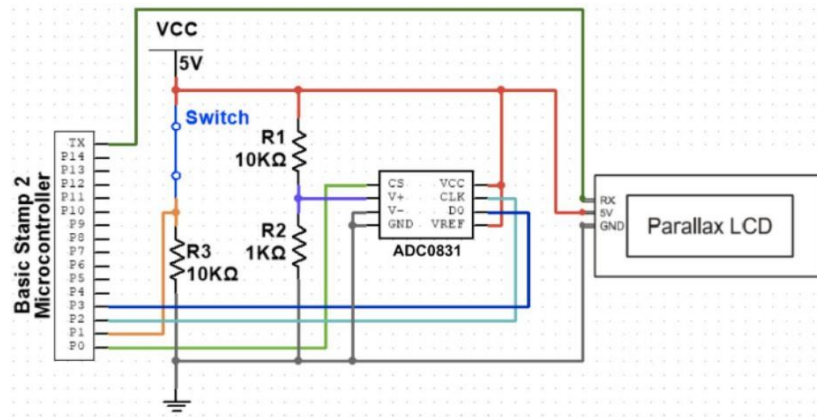 VCC
5V
Switch
R1
10KΩ
R2
1KΩ
R3
10KΩ
Basic Stamp 2
Microcontroller
TX
P14
P13
P12
P11
P10
P9
P8
P7
P6
P5
P4
P3
P2
P1
P0
CS
V+
V-
GND
VCC
CLK
D0
VREF
ADC0831
RX
5V
GND
Parallax LCD